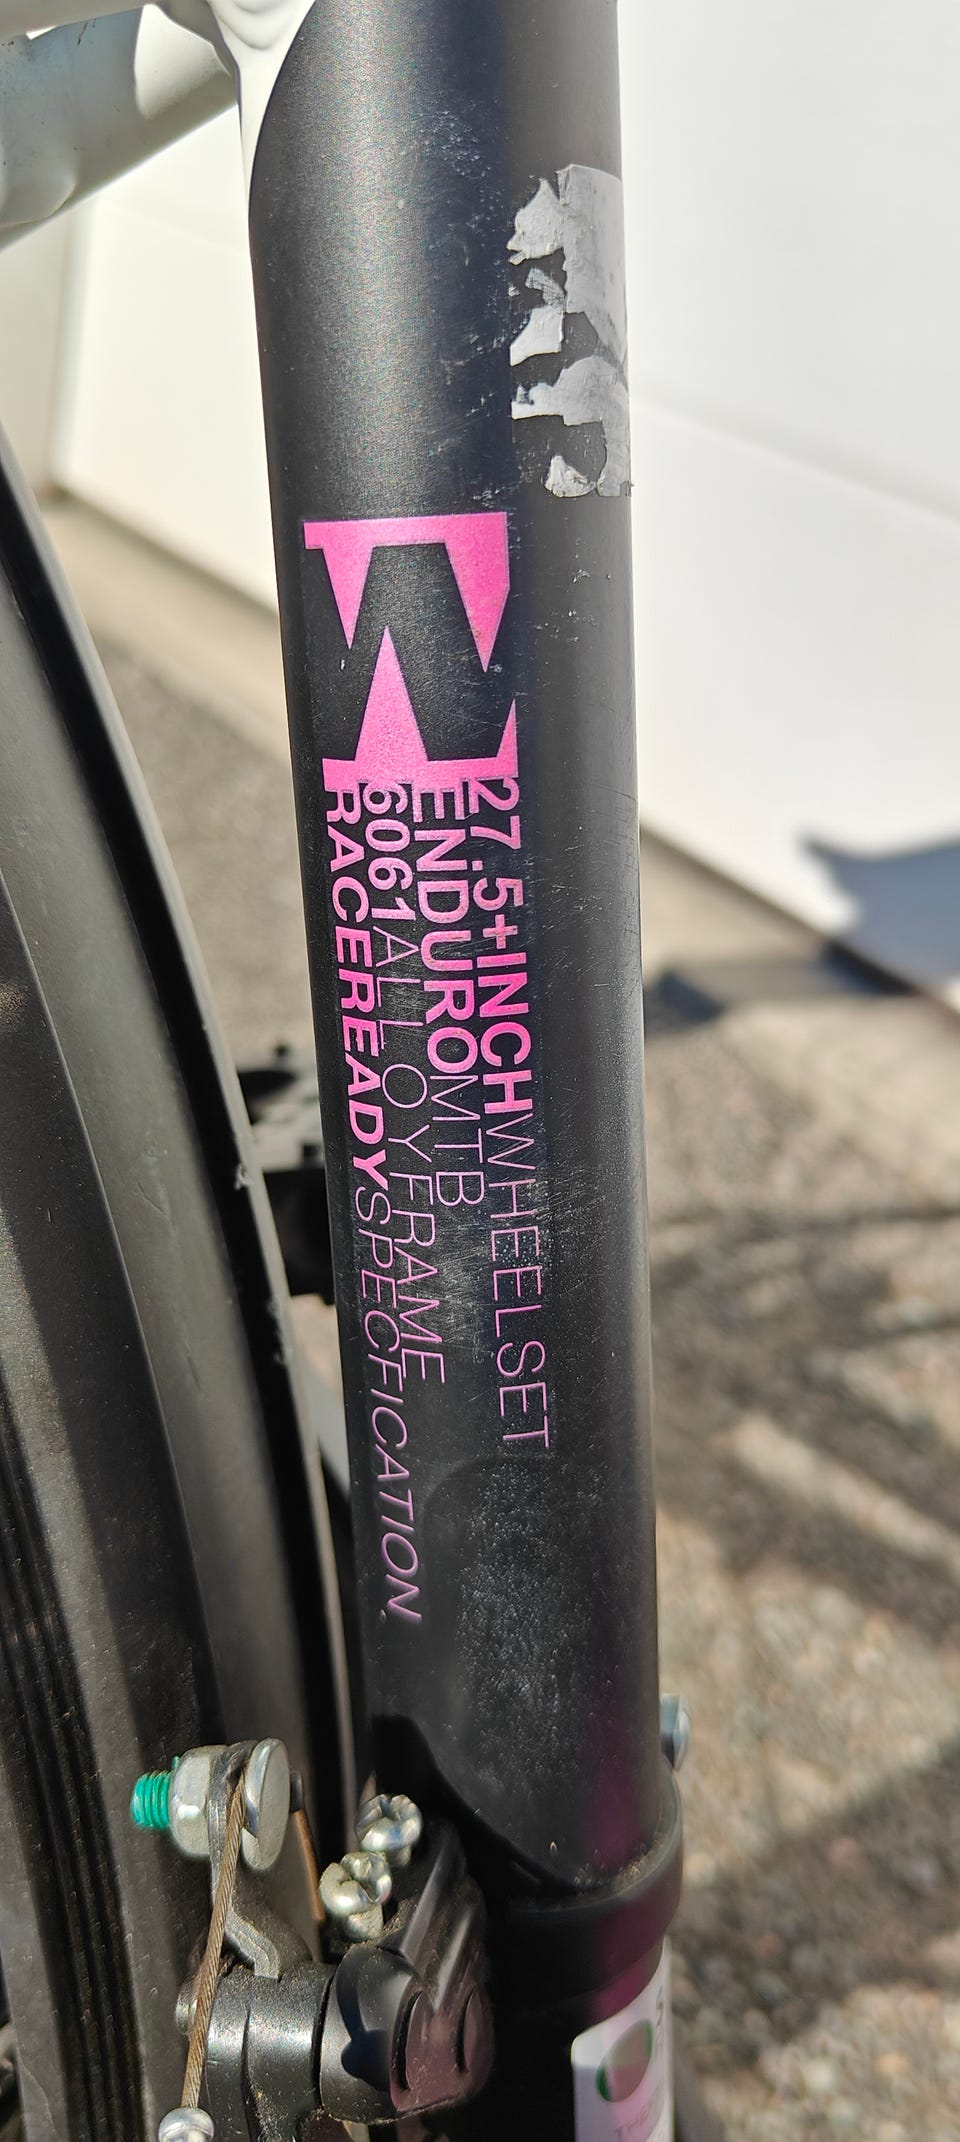 27.5+INCHWHEELSET
ENDUROMTB
6061ALLOYFRAME
RACEREADYSPECIFICATION